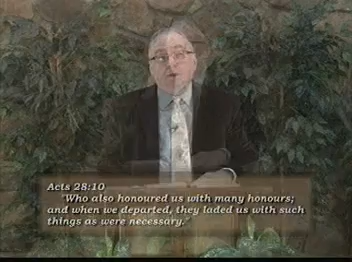 Acts 28:10
"Who also honoured us with many honours;
and when we departed, they laded us with such
things as were necessary."